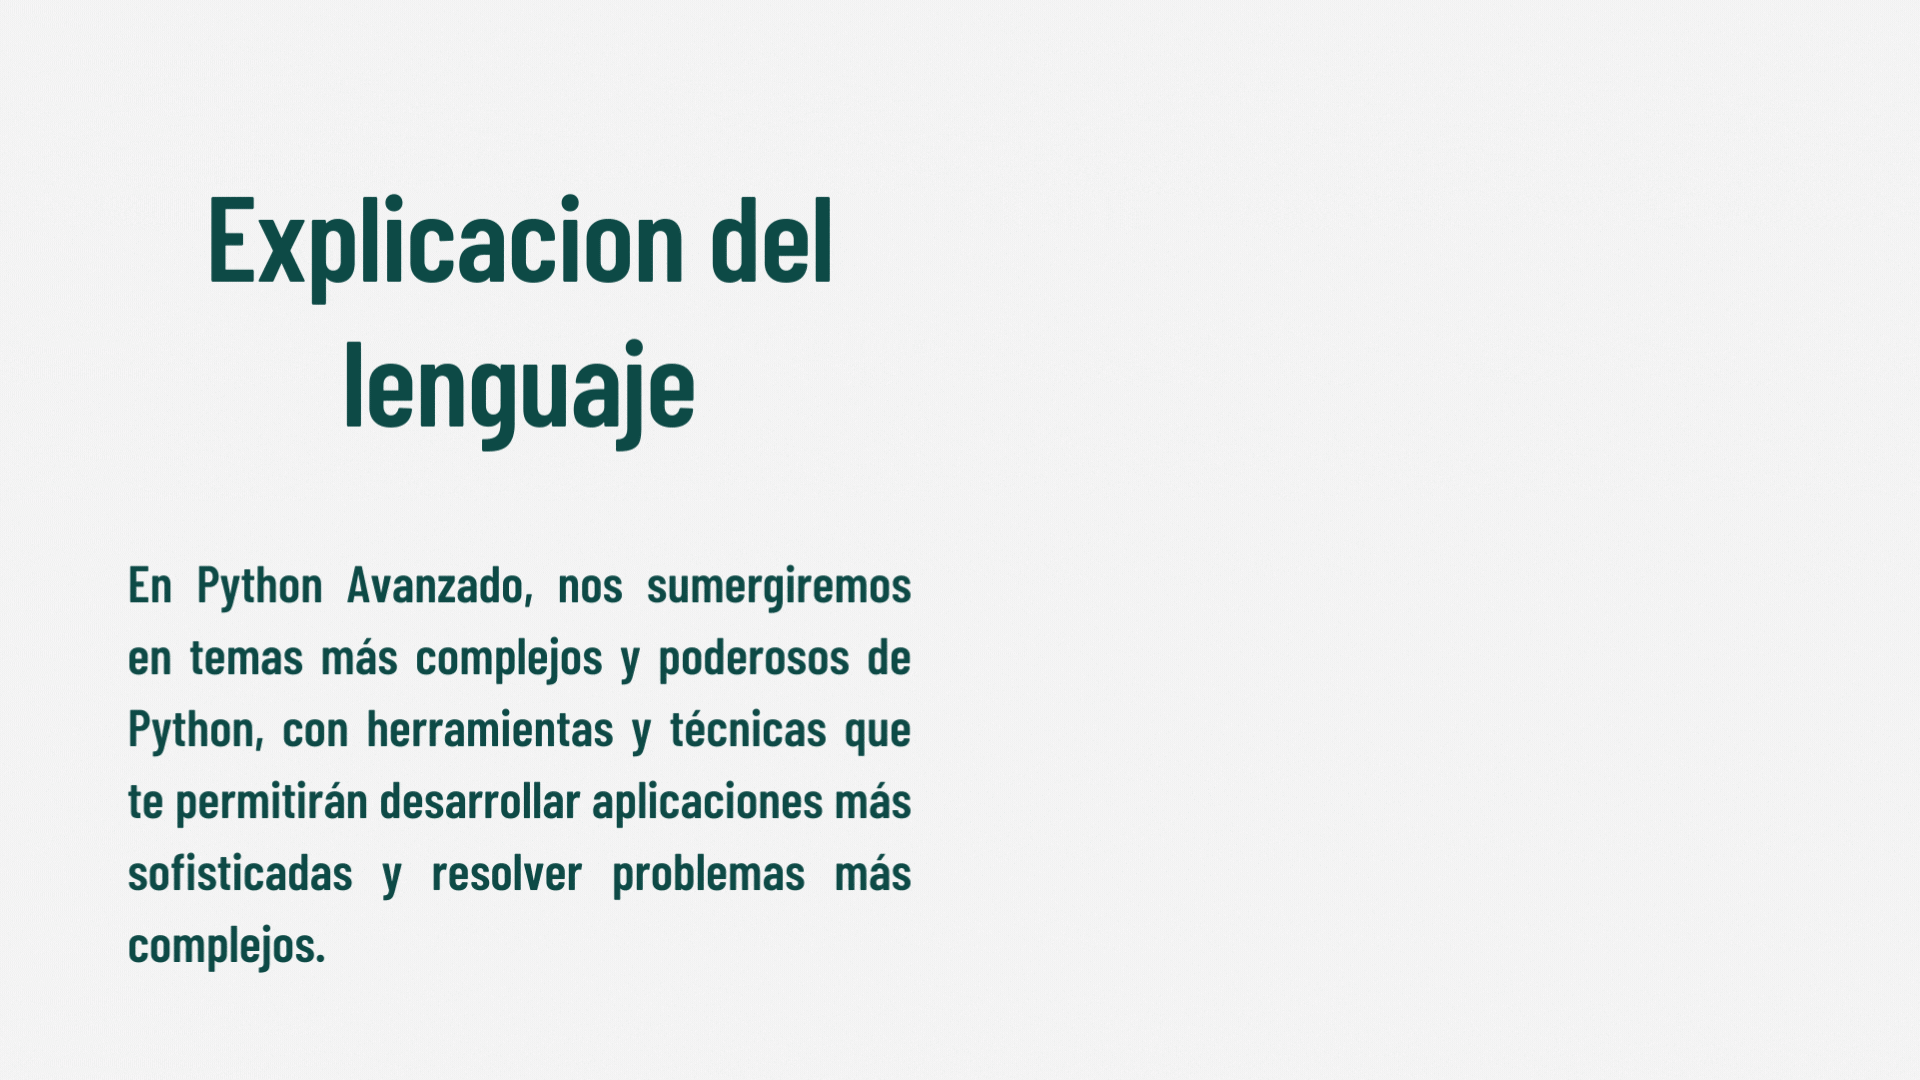 Explicacion del
lenguaje
En Python Avanzado, nos sumergiremos
en temas más complejos y poderosos de
Python, con herramientas y técnicas que
te permitirán desarrollar aplicaciones más
sofisticadas y resolver problemas más
complejos.